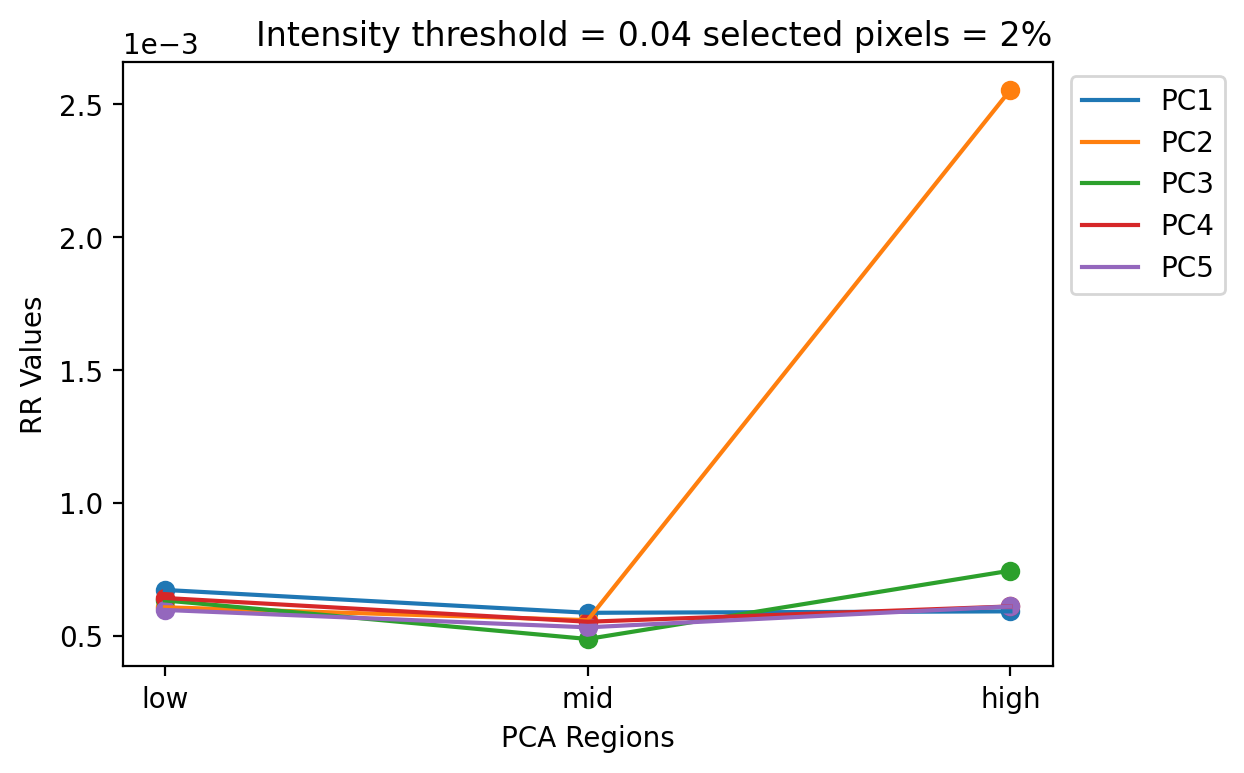 Intensity threshold = 0.04 selected pixels = 2%
1e−3
2.5
2.0
1.5
1.0
0.5
RR Values
low mid high
PCA Regions
PC1
PC2
PC3
PC4
PC5